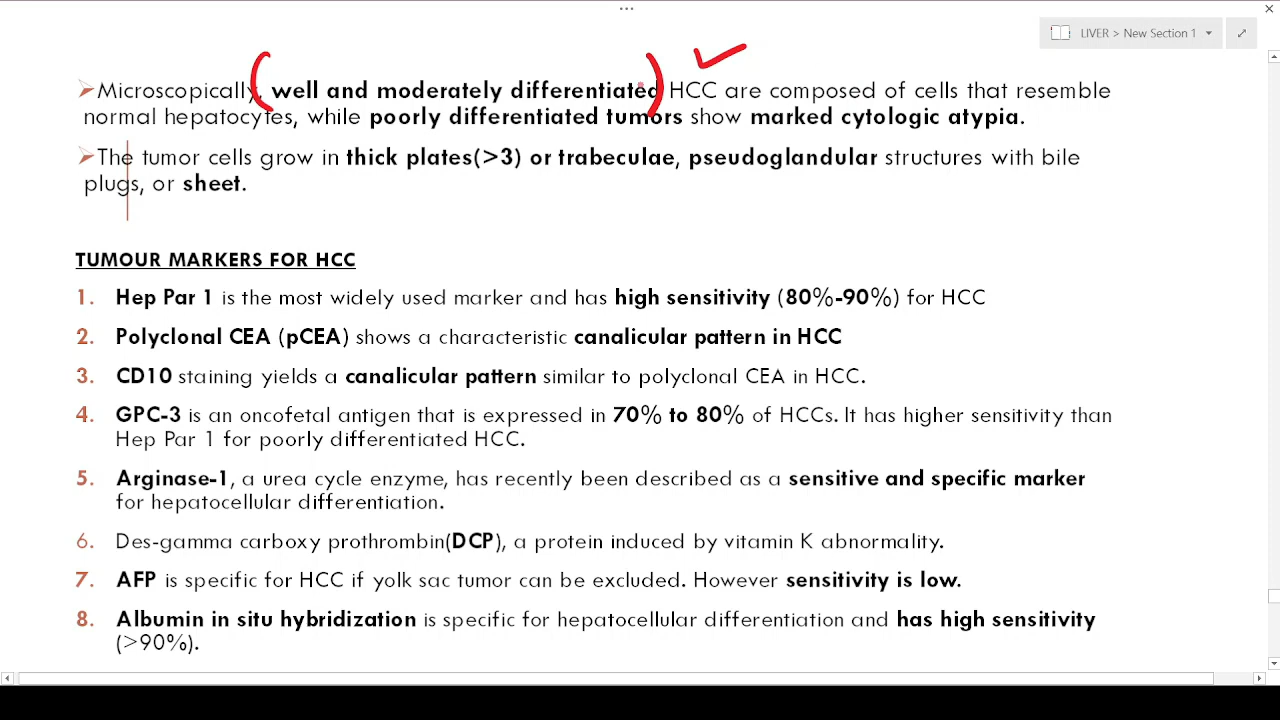 LIVER > New Section 1
Microscopically, well and moderately differentiated HCC are composed of cells that resemble
normal hepatocytes, while poorly differentiated tumors show marked cytologic atypia.
The tumor cells grow in thick plates(>3) or trabeculae, pseudoglandular structures with bile
plugs, or sheet.
TUMOUR MARKERS FOR HCC
1. Hep Par 1 is the most widely used marker and has high sensitivity (80%-90%) for HCC
2. Polyclonal CEA (pCEA) shows a characteristic canalicular pattern in HCC
3. CD10 staining yields a canalicular pattern similar to polyclonal CEA in HCC.
4. GPC-3 is an oncofetal antigen that is expressed in 70% to 80% of HCCs. It has higher sensitivity than
Hep Par 1 for poorly differentiated HCC.
5. Arginase-1, a urea cycle enzyme, has recently been described as a sensitive and specific marker
for hepatocellular differentiation.
6. Des-gamma carboxy prothrombin(DCP), a protein induced by vitamin K abnormality.
7. AFP is specific for HCC if yolk sac tumor can be excluded. However sensitivity is low.
8. Albumin in situ hybridization is specific for hepatocellular differentiation and has high sensitivity
(>90%).